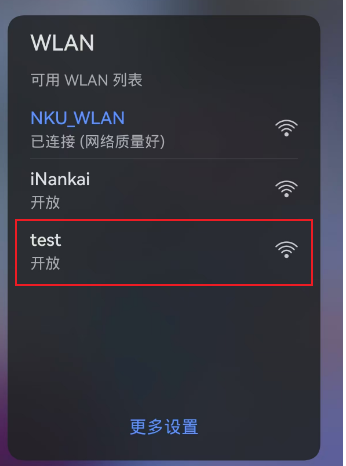 WLAN
可用 WLAN 列表
NKU_WLAN
已连接 (网络质量好)
iNankai
开放
test
开放
更多设置